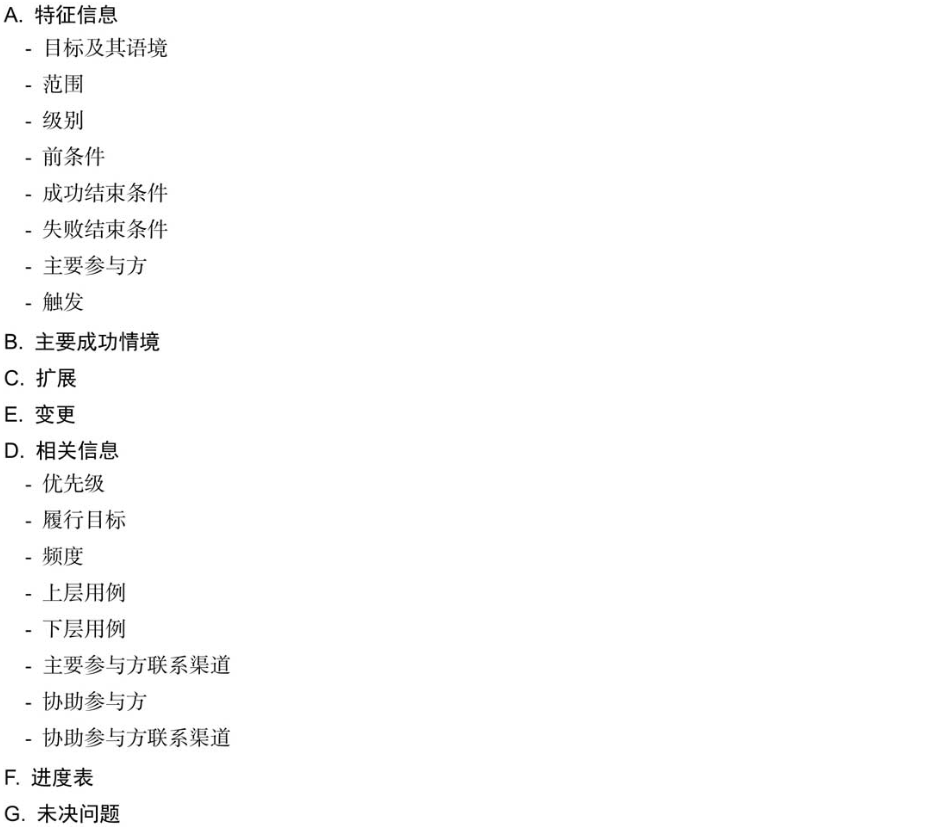 A. 特征信息
- 目标及其语境
- 范围
- 级别
- 前条件
- 成功结束条件
- 失败结束条件
- 主要参与方
- 触发
B. 主要成功情境
C. 扩展
E. 变更
D. 相关信息
- 优先级
- 履行目标
- 频度
- 上层用例
- 下层用例
- 主要参与方联系渠道
- 协助参与方
- 协助参与方联系渠道
F. 进度表
G. 未决问题